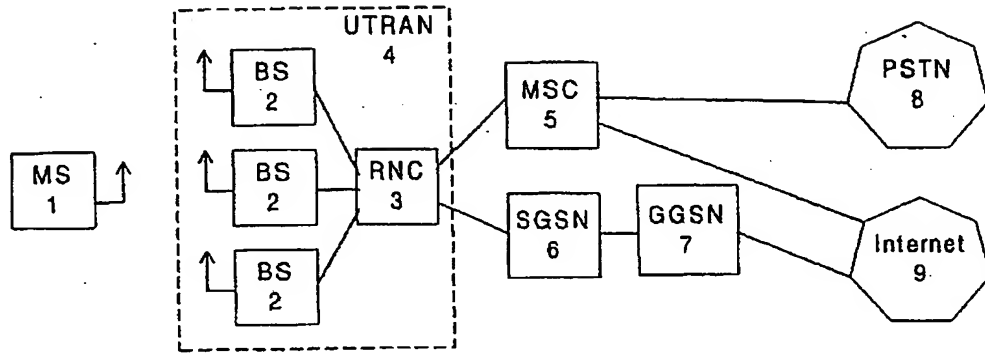 UTRAN
4
BS
2
BS
2
BS
2
MS
1
RNC
3
MSC
5
SGSN
6
GGSN
7
PSTN
8
Internet
9